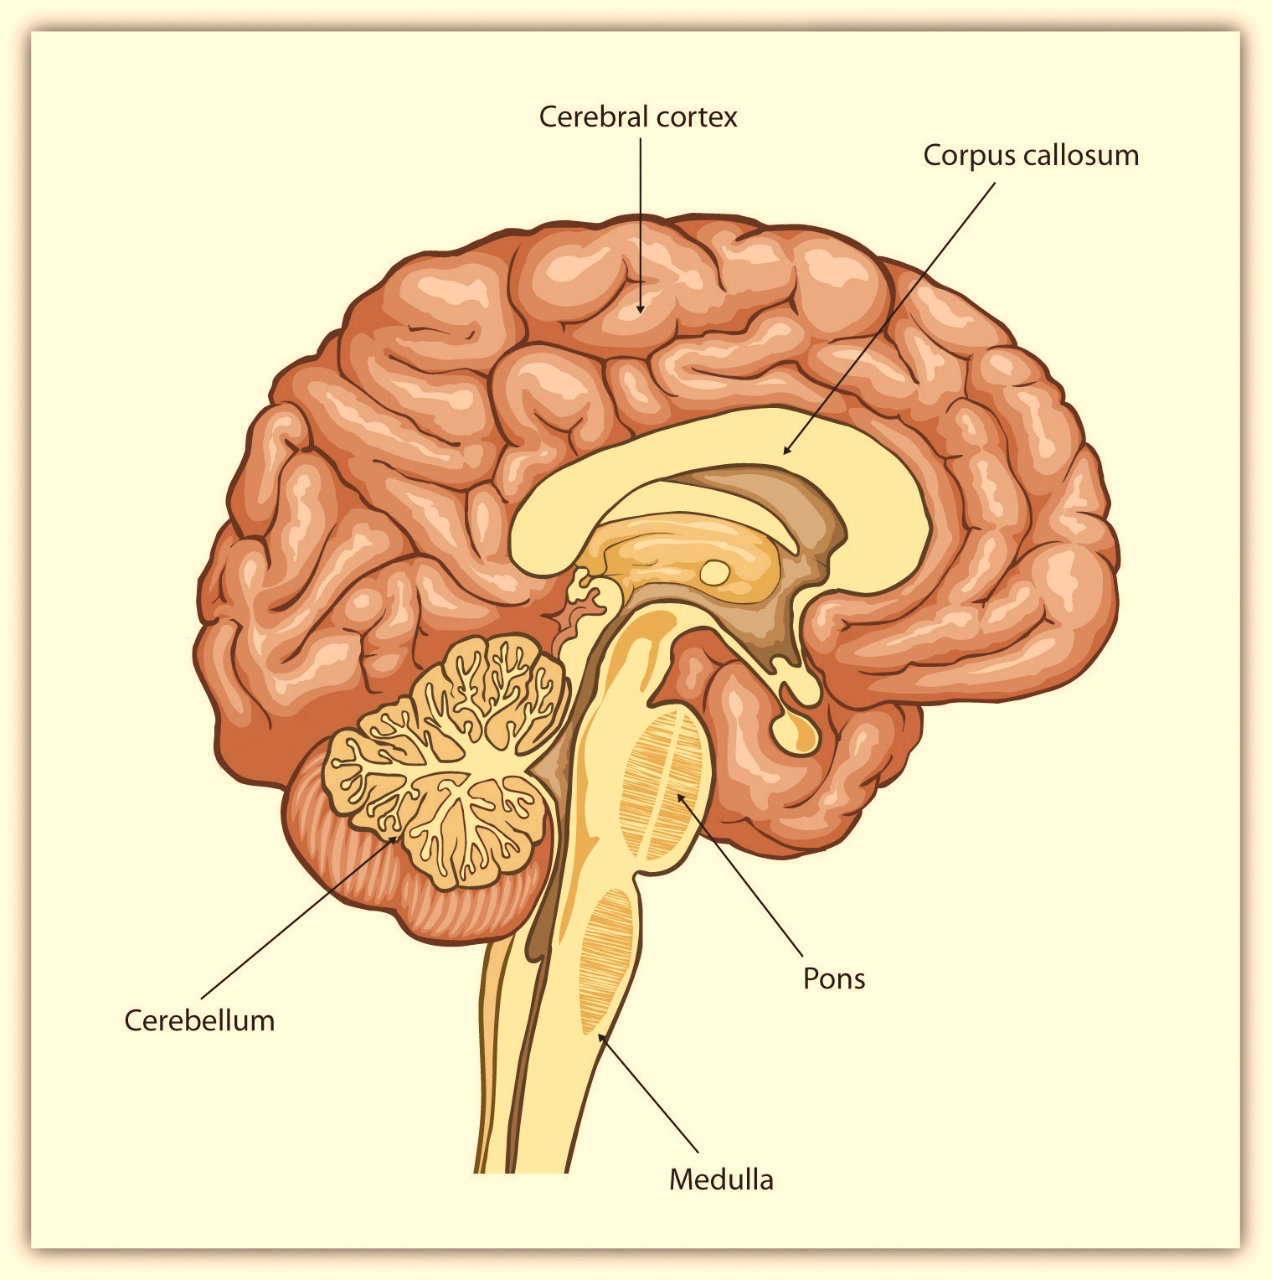 Cerebral cortex
Corpus callosum
Pons
Cerebellum
Medulla